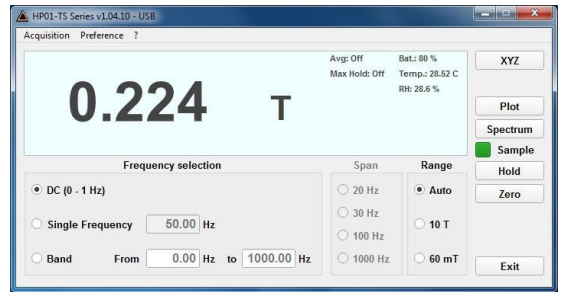 HP01-TS Series v1.04.10 - USB
Acquisition Preference ?
Avg: Off Bat.: 80 %
Max Hold: Off Temp.: 28.52 C
RH: 28.6 %
0.224 T
XYZ
Plot
Spectrum
Sample
Hold
Zero
Exit
Frequency selection
DC (0 - 1 Hz)
Single Frequency 50.00 Hz
Band From 0.00 Hz to 1000.00 Hz
Span
20 Hz
30 Hz
100 Hz
1000 Hz
Range
Auto
10 T
60 mT